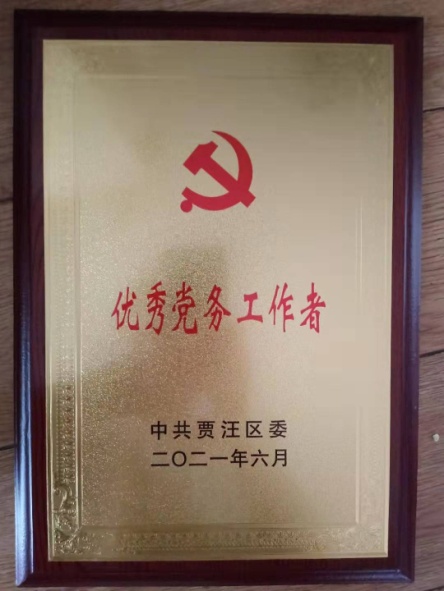 优秀党务工作者
中共贾汪区委
二〇二一年六月